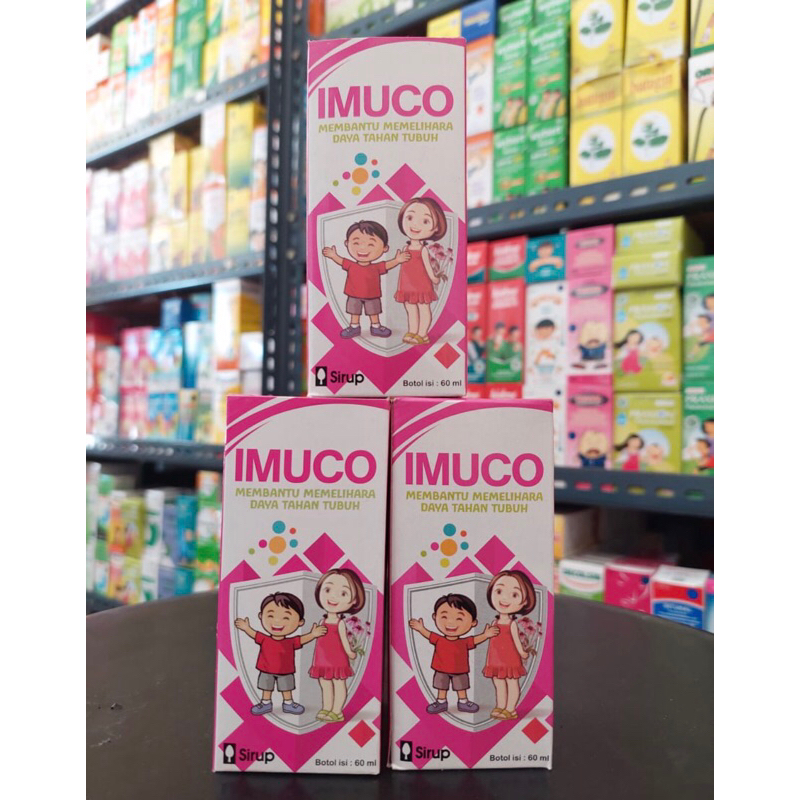 IMUCO
MEMBANTU MEMELIHARA
DAYA TAHAN TUBUH
Sirup
Botol isi : 60 ml
IMUCO
MEMBANTU MEMELIHARA
DAYA TAHAN TUBUH
Sirup
Botol isi : 60 ml
IMUCO
MEMBANTU MEMELIHARA
DAYA TAHAN TUBUH
Sirup
Botol isi : 60 ml